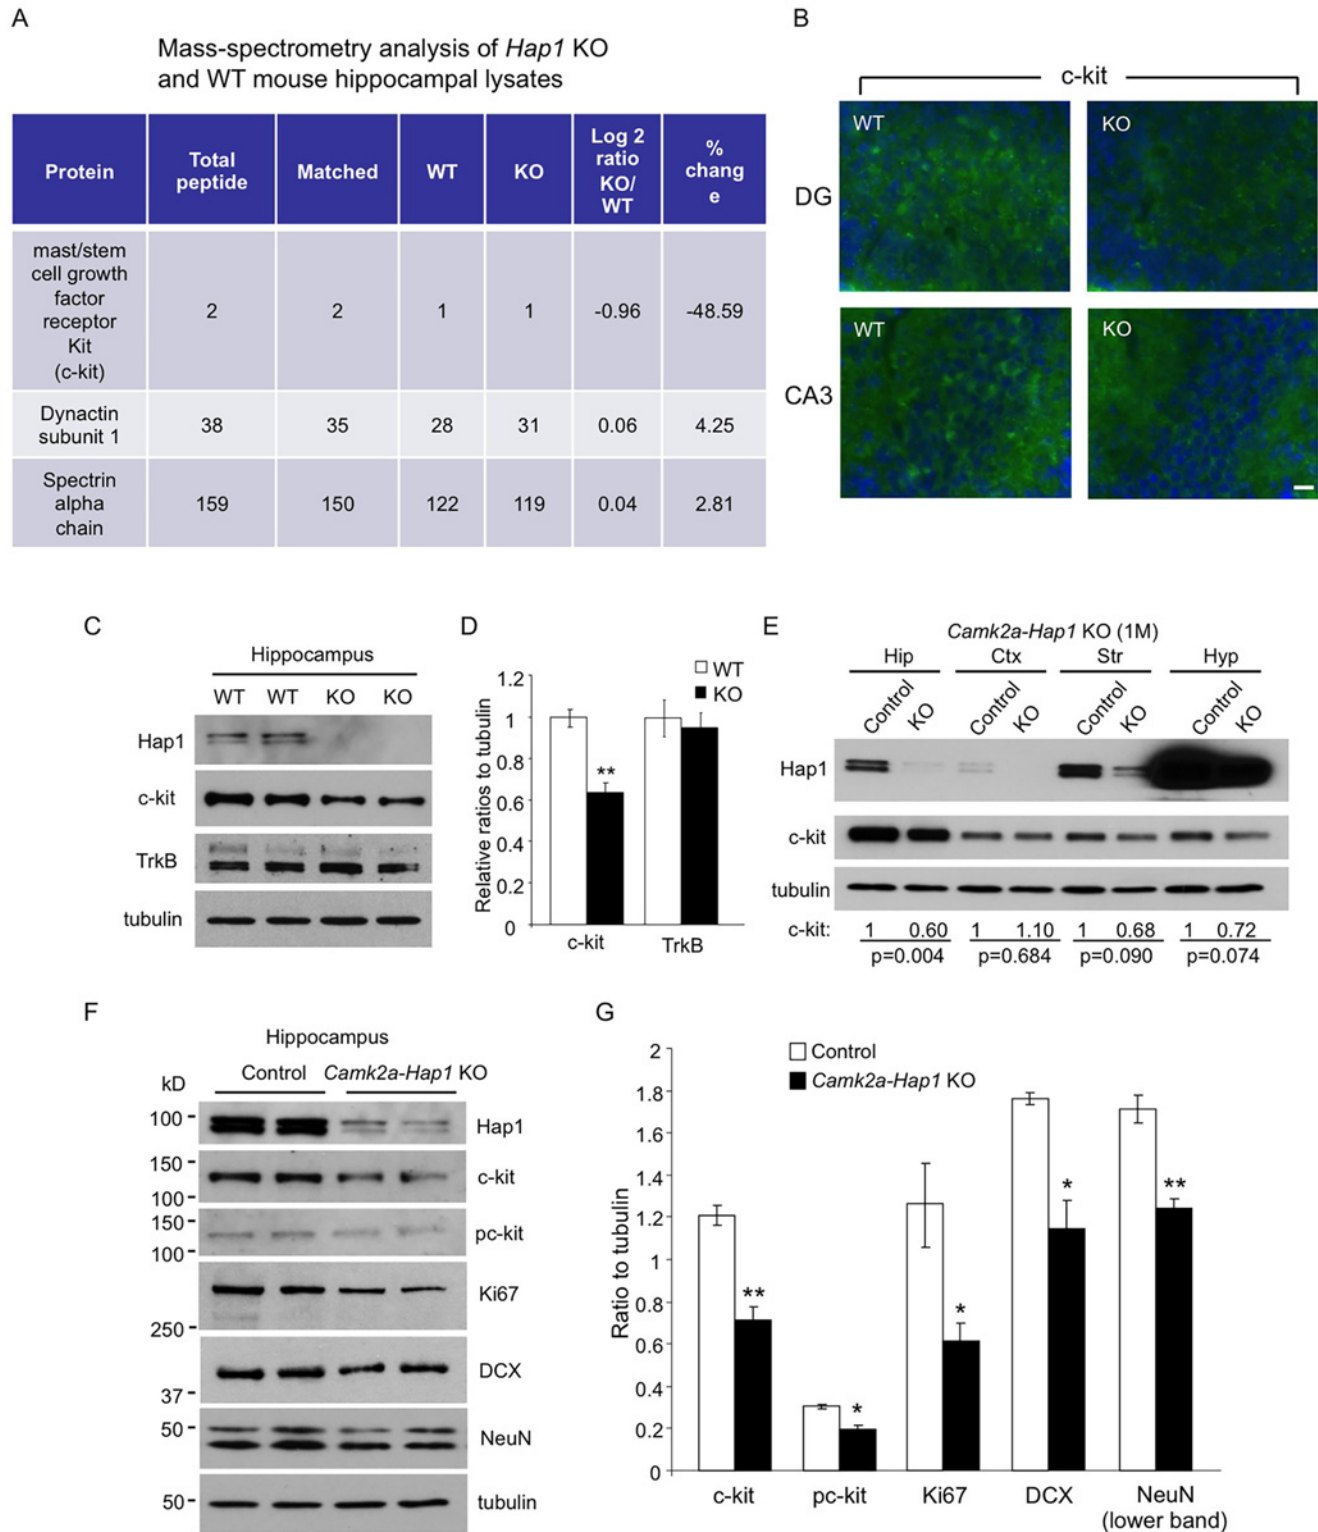 A
Mass-spectrometry analysis of Hap1 KO
and WT mouse hippocampal lysates
Protein
Total
peptide
Matched
WT
KO
Log 2
ratio
KO/
WT
%
chang
e
mast/stem
cell growth
factor
receptor
Kit
(c-kit)
2
2
1
1
-0.96
-48.59
Dynactin
subunit 1
38
35
28
31
0.06
4.25
Spectrin
alpha
chain
159
150
122
119
0.04
2.81
B
c-kit
WT
KO
DG
WT
KO
CA3
C
Hippocampus
WT WT KO KO
Hap1
c-kit
TrkB
tubulin
D
WT
KO
Relative ratios to tubulin
1.2
1
0.8
0.6
0.4
0.2
0
**
c-kit
TrkB
E
Camk2a-Hap1 KO (1M)
Hip Ctx Str Hyp
Control KO Control KO Control KO Control KO
Hap1
c-kit
tubulin
c-kit: 1 0.60 1 1.10 1 0.68 1 0.72
p=0.004 p=0.684 p=0.090 p=0.074
F
Hippocampus
kD
Control Camk2a-Hap1 KO
100
Hap1
150
c-kit
100
150
pc-kit
100
Ki67
250
DCX
37
50
NeuN
50
tubulin
G
Control
Camk2a-Hap1 KO
Ratio to tubulin
2
1.8
1.6
1.4
1.2
1
0.8
0.6
0.4
0.2
0
**
*
*
*
**
c-kit
pc-kit
Ki67
DCX
NeuN
(lower band)